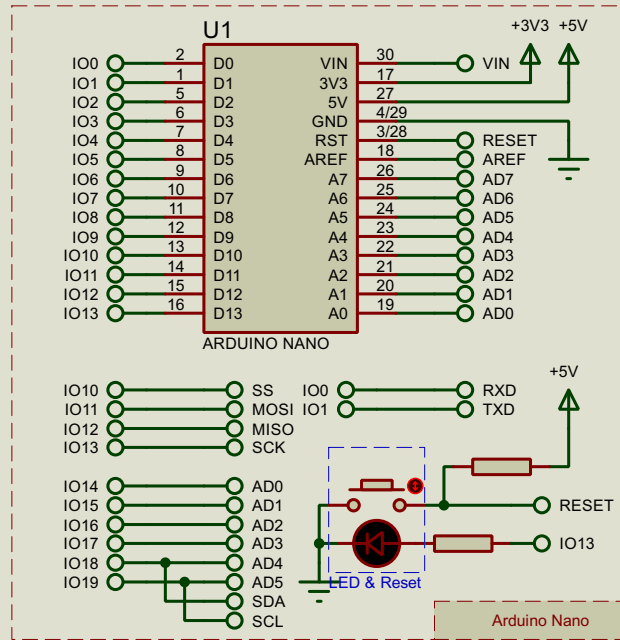 U1
+3V3 +5V
IO0 2 D0 VIN 30 VIN
IO1 1 D1 3V3 17
IO2 5 D2 5V 27
IO3 6 D3 GND 4/29
IO4 7 D4 RST 3/28 RESET
IO5 8 D5 AREF 18 AREF
IO6 9 D6 A7 26 AD7
IO7 10 D7 A6 25 AD6
IO8 11 D8 A5 24 AD5
IO9 12 D9 A4 23 AD4
IO10 13 D10 A3 22 AD3
IO11 14 D11 A2 21 AD2
IO12 15 D12 A1 20 AD1
IO13 16 D13 A0 19 AD0
ARDUINO NANO
+5V
IO10 SS IO0 RXD
IO11 MOSI IO1 TXD
IO12 MISO
IO13 SCK
IO14 AD0
IO15 AD1 RESET
IO16 AD2
IO17 AD3 IO13
IO18 AD4
IO19 AD5 LED & Reset
SDA
SCL
Arduino Nano